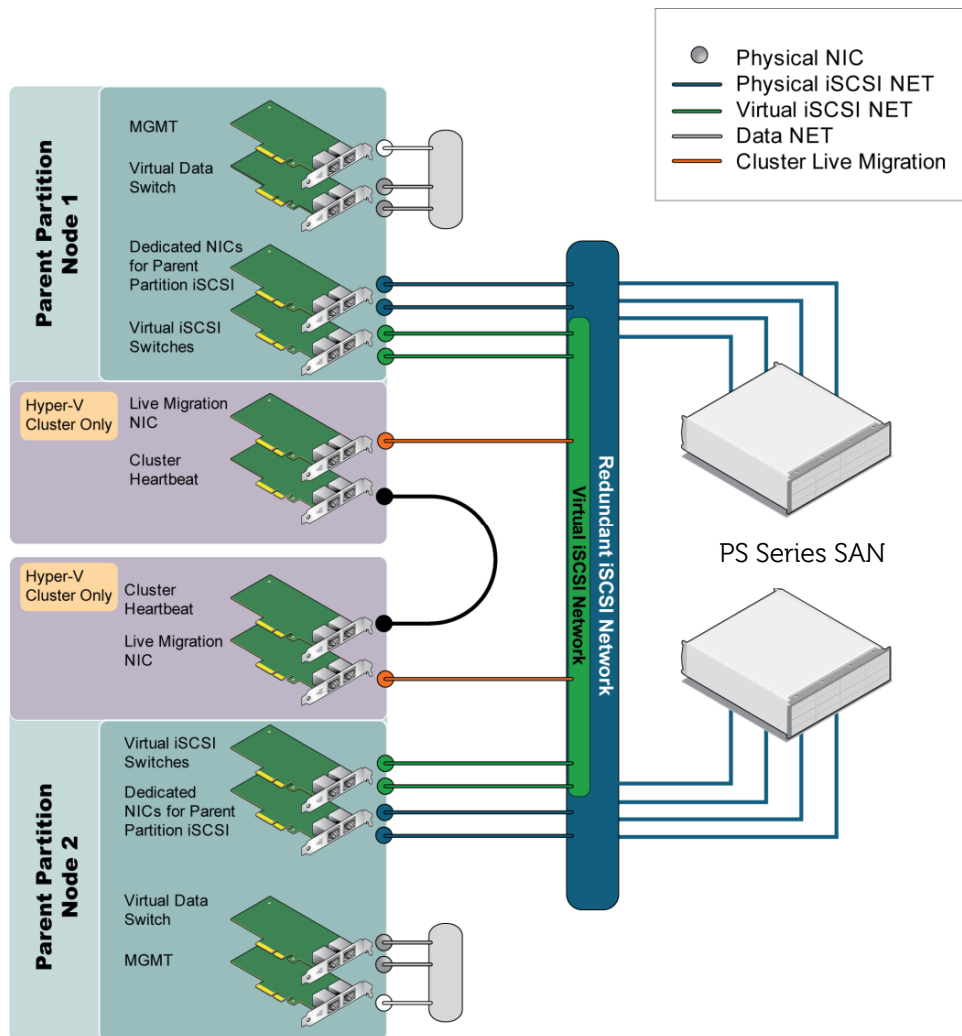 Physical NIC
Physical iSCSI NET
Virtual iSCSI NET
Data NET
Cluster Live Migration
Parent Partition
Node 1
MGMT
Virtual Data
Switch
Dedicated NICs
for Parent
Partition iSCSI
Virtual iSCSI
Switches
Hyper-V
Cluster Only
Live Migration
NIC
Cluster
Heartbeat
Hyper-V
Cluster Only
Cluster
Heartbeat
Live Migration
NIC
Parent Partition
Node 2
Virtual iSCSI
Switches
Dedicated
NICs for Parent
Partition iSCSI
Virtual Data
Switch
MGMT
Virtual iSCSI Network
Redundant iSCSI Network
PS Series SAN